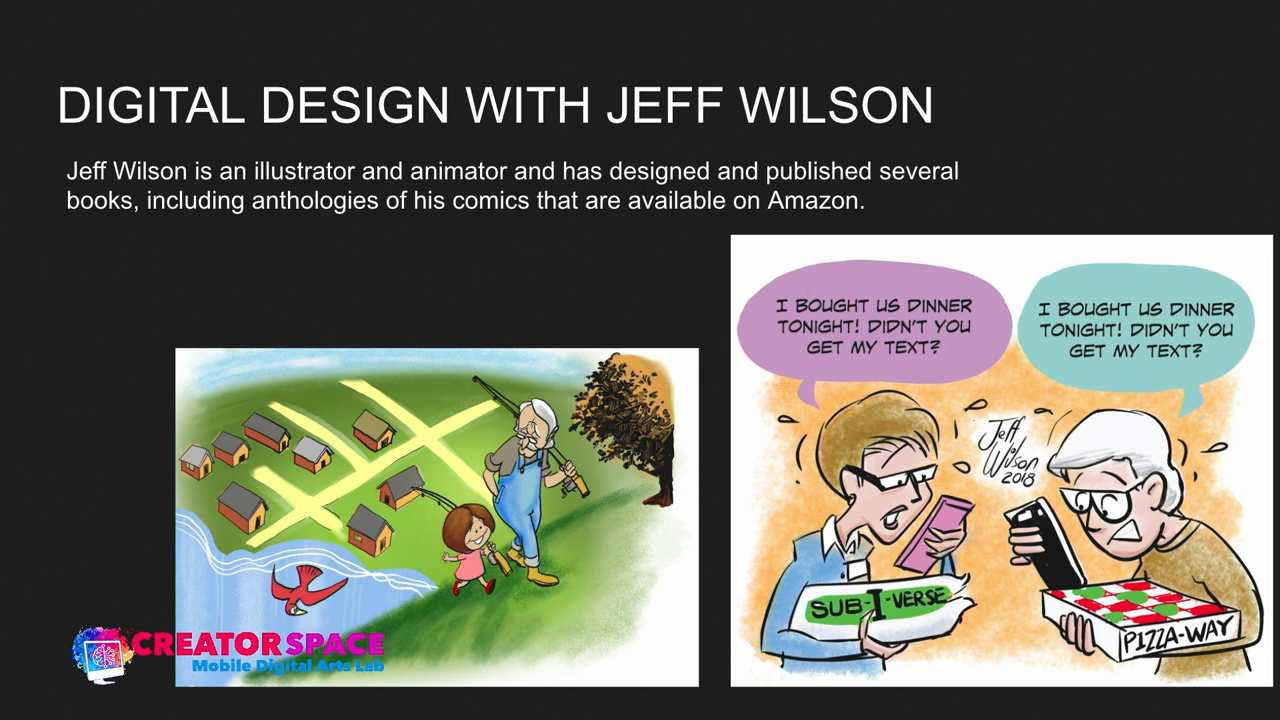 DIGITAL DESIGN WITH JEFF WILSON
Jeff Wilson is an illustrator and animator and has designed and published several
books, including anthologies of his comics that are available on Amazon.
I BOUGHT US DINNER
TONIGHT! DIDN'T YOU
GET MY TEXT?
I BOUGHT US DINNER
TONIGHT! DIDN'T YOU
GET MY TEXT?
Jeff
Wilson
2018
SUB-I-VERSE
PIZZA-WAY
CREATORSPACE
Mobile Digital Arts Lab